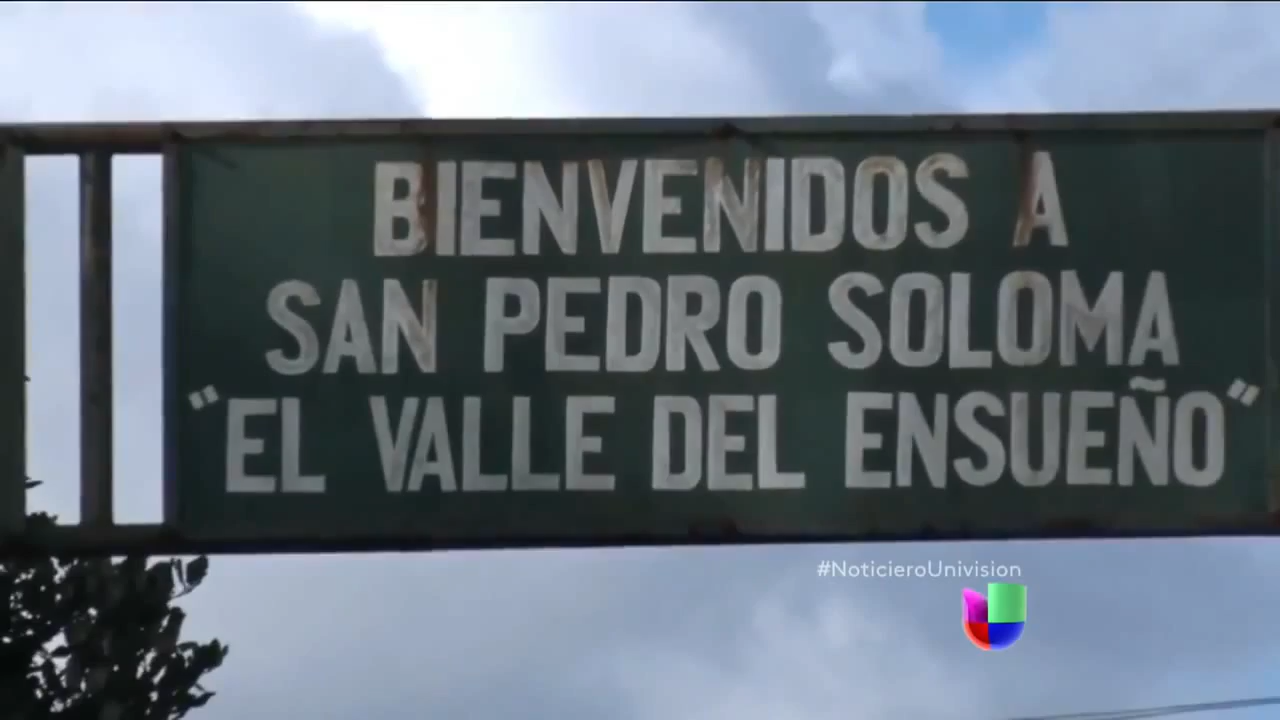 BIENVENIDOS A
SAN PEDRO SOLOMA
"EL VALLE DEL ENSUEÑO"
#NoticieroUnivision